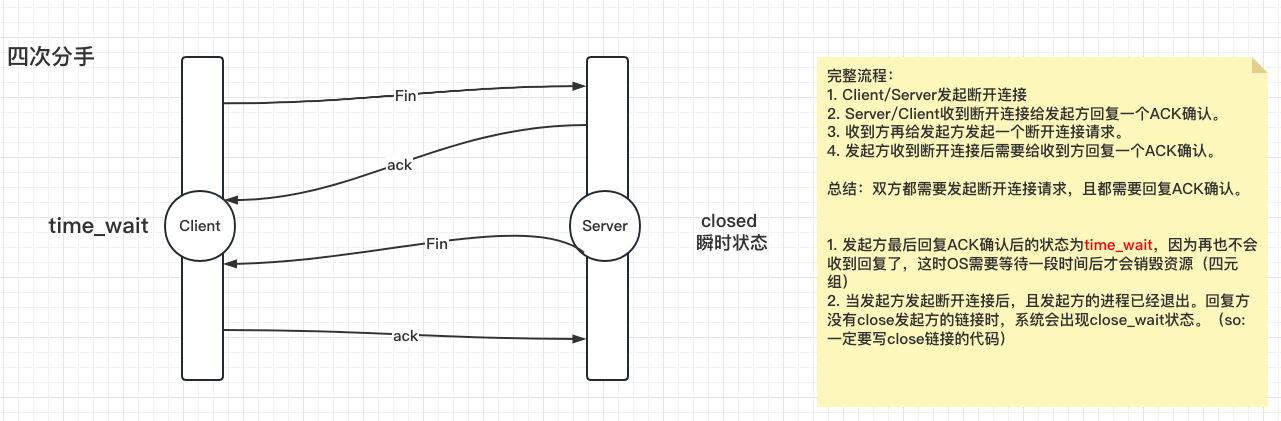 四次分手
Fin
ack
time_wait
Client
Server
closed
瞬时状态
Fin
ack
完整流程：
1. Client/Server发起断开连接
2. Server/Client收到断开连接给发起方回复一个ACK确认。
3. 收到方再给发起方发起一个断开连接请求。
4. 发起方收到断开连接后需要给收到方回复一个ACK确认。
总结：双方都需要发起断开连接请求，且都需要回复ACK确认。
1. 发起方最后回复ACK确认后的状态为time_wait，因为再也不会
收到回复了，这时OS需要等待一段时间后才会销毁资源（四元
组）
2. 当发起方发起断开连接后，且发起方的进程已经退出。回复方
没有close发起方的链接时，系统会出现close_wait状态。（so:
一定要写close链接的代码）